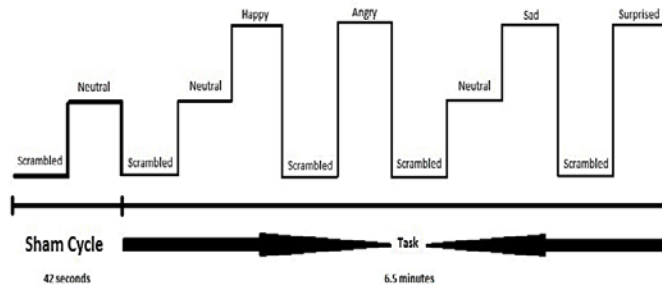 Happy Angry Sad Surprised
Neutral Neutral Neutral
Scrambled Scrambled Scrambled Scrambled Scrambled
Sham Cycle Task
42 seconds 6.5 minutes